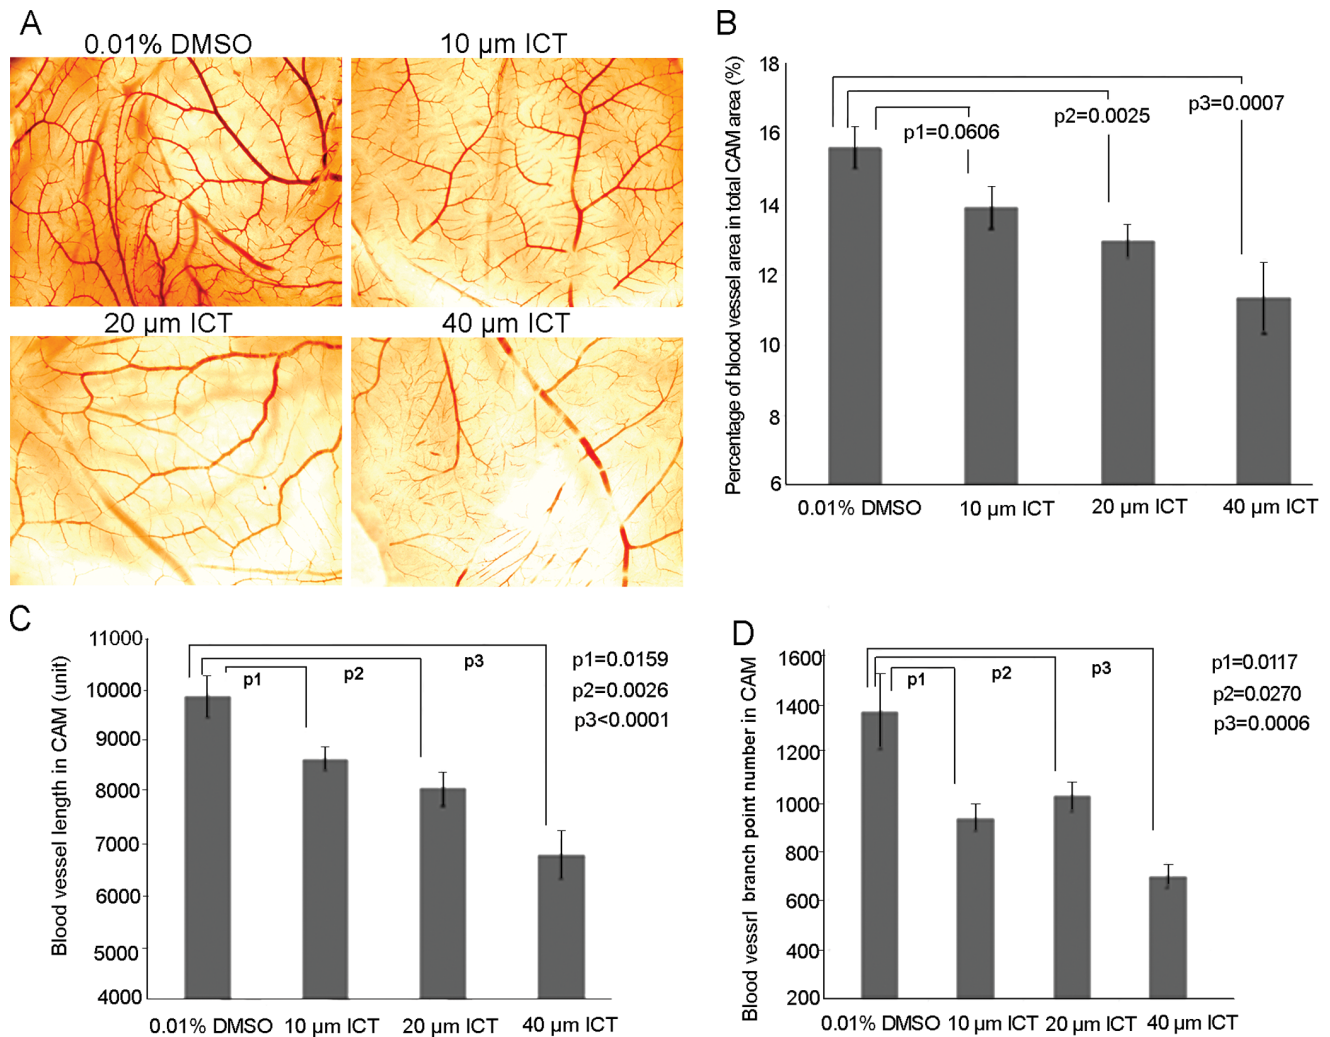 A
0.01% DMSO
10 µm ICT
20 µm ICT
40 µm ICT
B
Percentage of blood vessel area in total CAM area (%)
18
16
14
12
10
8
6
p1=0.0606
p2=0.0025
p3=0.0007
0.01% DMSO
10 µm ICT
20 µm ICT
40 µm ICT
C
Blood vessel length in CAM (unit)
11000
10000
9000
8000
7000
6000
5000
4000
p1
p2
p3
p1=0.0159
p2=0.0026
p3<0.0001
0.01% DMSO
10 µm ICT
20 µm ICT
40 µm ICT
D
Blood vessrl branch point number in CAM
1600
1400
1200
1000
800
600
400
200
p1
p2
p3
p1=0.0117
p2=0.0270
p3=0.0006
0.01% DMSO
10 µm ICT
20 µm ICT
40 µm ICT